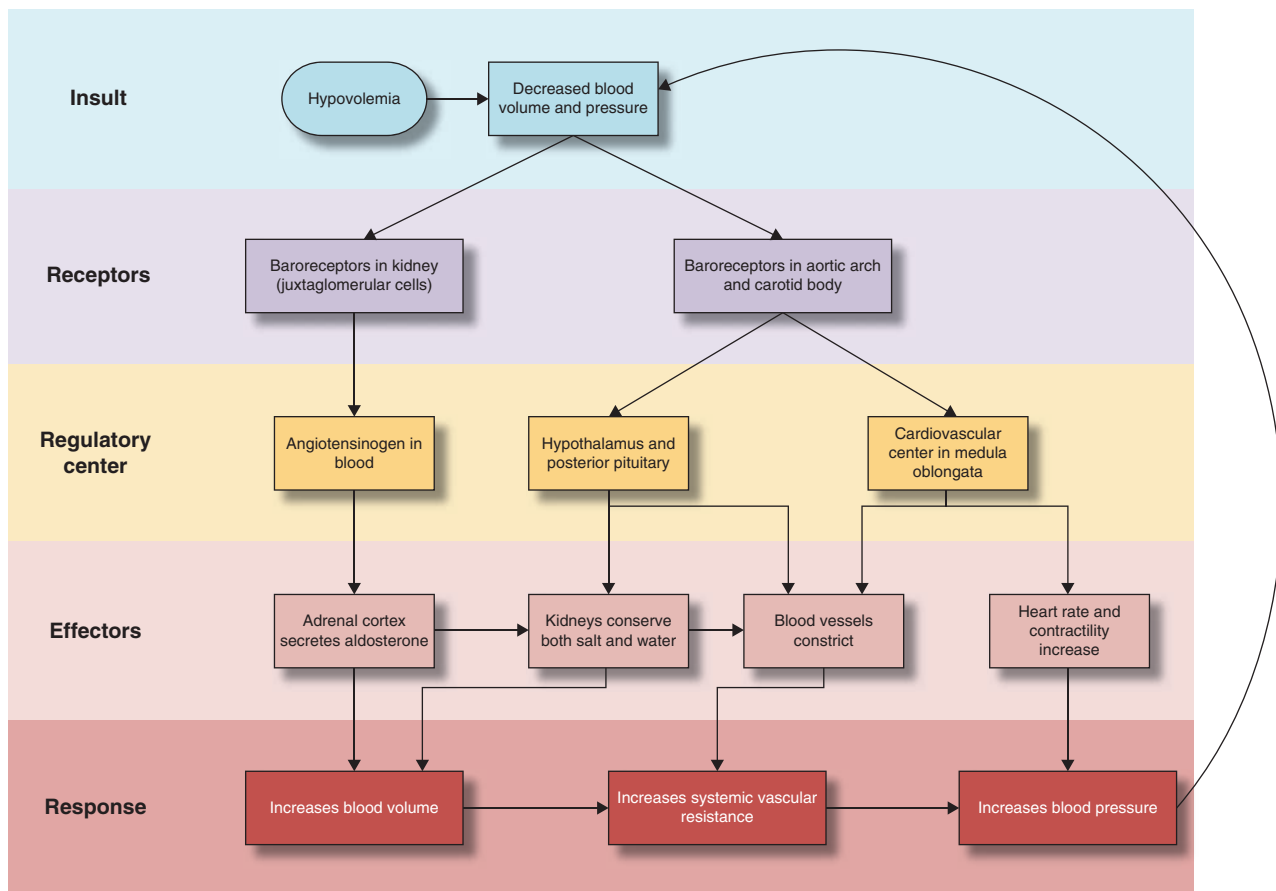 Insult
Hypovolemia
Decreased blood
volume and pressure
Receptors
Baroreceptors in kidney
(juxtaglomerular cells)
Baroreceptors in aortic arch
and carotid body
Regulatory
center
Angiotensinogen in
blood
Hypothalamus and
posterior pituitary
Cardiovascular
center in medula
oblongata
Effectors
Adrenal cortex
secretes aldosterone
Kidneys conserve
both salt and water
Blood vessels
constrict
Heart rate and
contractility
increase
Response
Increases blood volume
Increases systemic vascular
resistance
Increases blood pressure